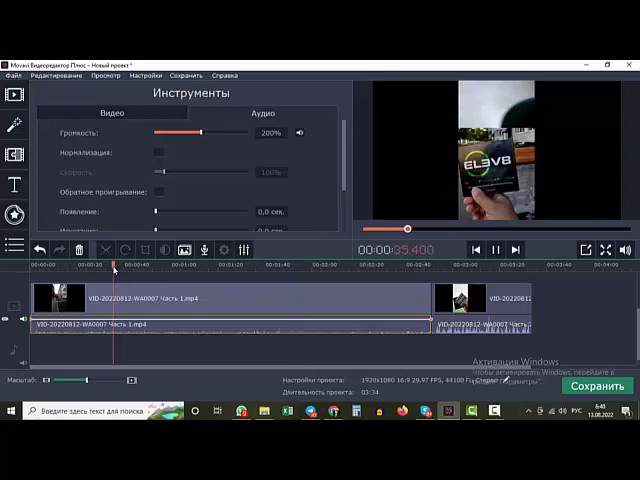 Movavi Видеоредактор Плюс – Новый проект *
Файл Редактирование Просмотр Настройки Сохранить Справка
Инструменты
Видео Аудио
Громкость: 200%
Нормализация:
Скорость: 100%
Обратное проигрывание:
Появление: 0,0 сек.
EL3V8
00:00:35.400
00:00:00 00:00:20 00:00:40 00:01:00 00:01:20 00:01:40 00:02:00 00:02:20 00:02:40 00:03:00 00:03:20 00:03:40 00:04:00
VID-20220812-WA0007 Часть 1.mp4
VID-20220812
VID-20220812-WA0007 Часть 1.mp4
VID-20220812-WA0007 Часть 2
Активация Windows
Чтобы активировать Windows, перейдите в
"Параметры".
Масштаб:
Настройки проекта: 1920x1080 16:9 29.97 FPS, 44100 Гц Стерео
Длительность проекта: 03:34
Сохранить
Введите здесь текст для поиска
РУС
6:40
13.08.2022